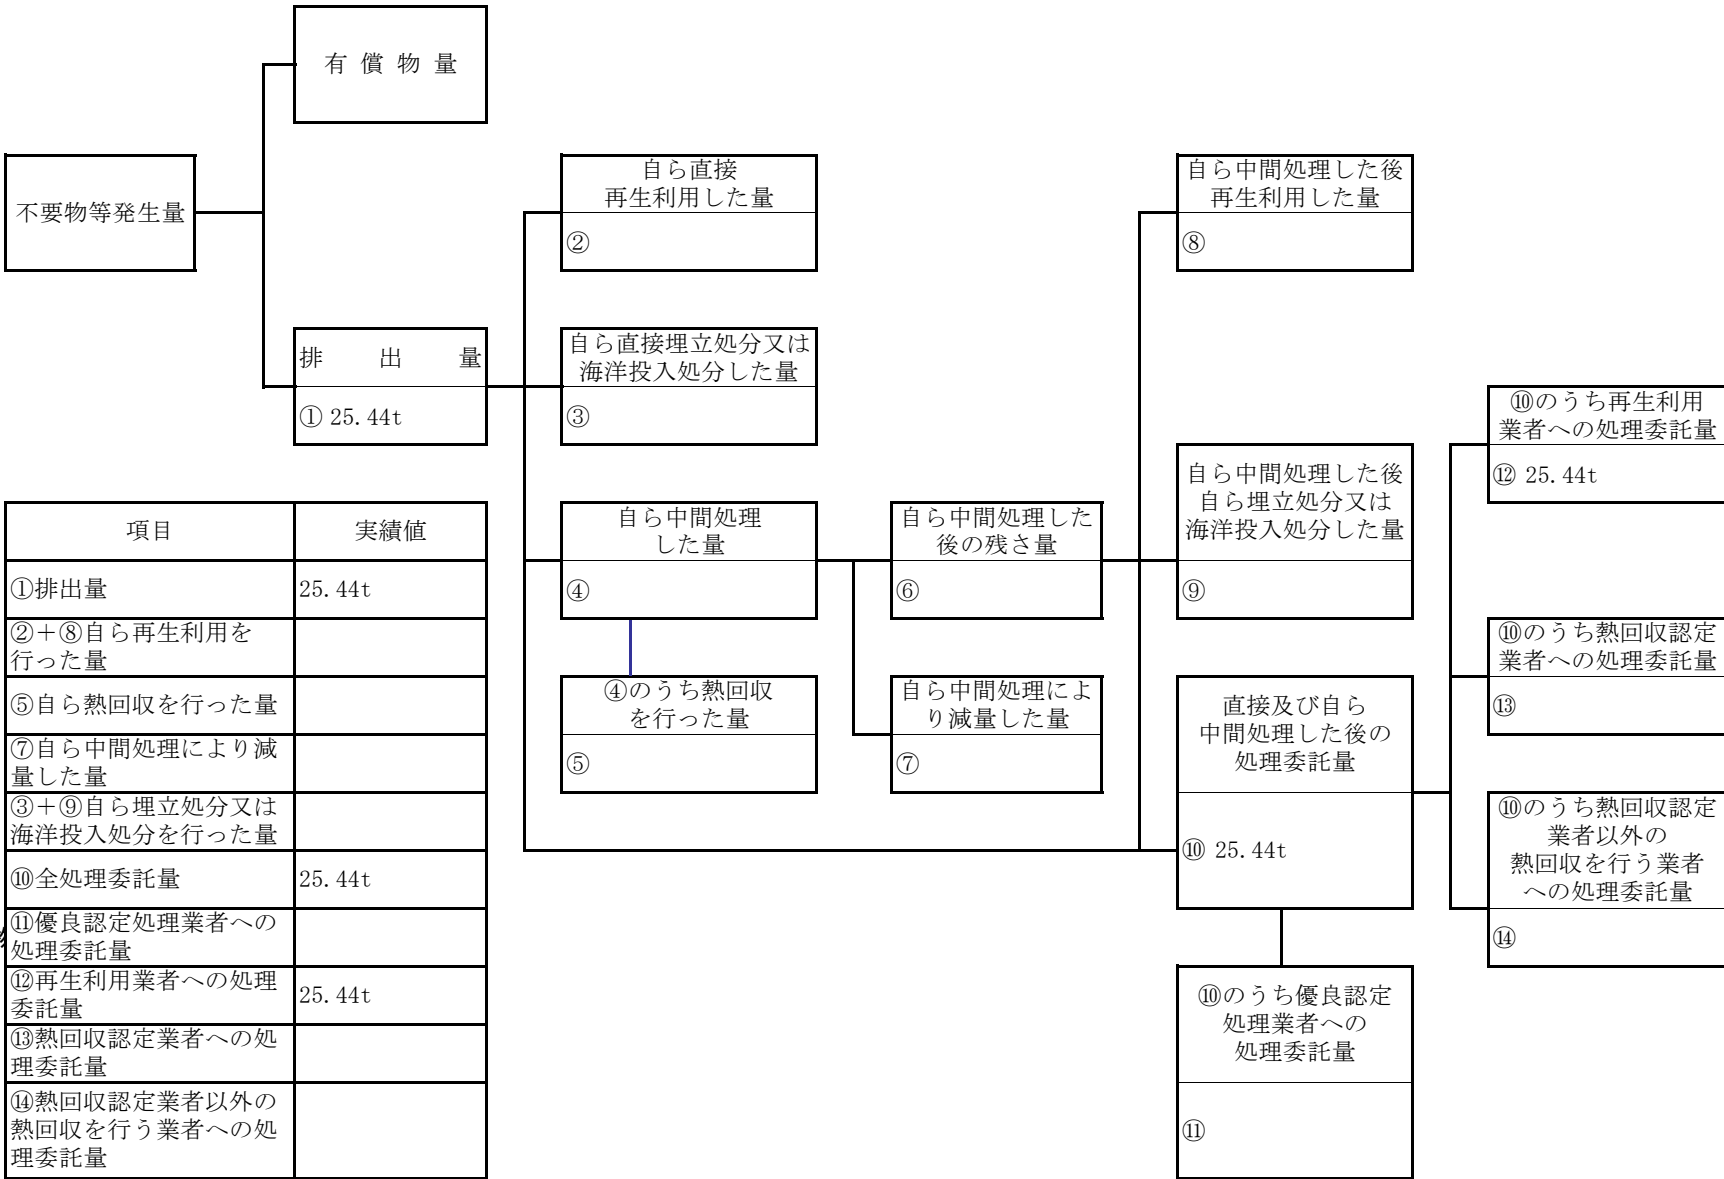 有償物量
不要物等発生量
排出量
① 25.44t
自ら直接
再生利用した量
②
自ら直接埋立処分又は
海洋投入処分した量
③
自ら中間処理
した量
④
④のうち熱回収
を行った量
⑤
自ら中間処理した
後の残さ量
⑥
自ら中間処理によ
り減量した量
⑦
自ら中間処理した後
再生利用した量
⑧
自ら中間処理した後
自ら埋立処分又は
海洋投入処分した量
⑨
直接及び自ら
中間処理した後の
処理委託量
⑩ 25.44t
⑩のうち優良認定
処理業者への
処理委託量
⑪
⑩のうち再生利用
業者への処理委託量
⑫ 25.44t
⑩のうち熱回収認定
業者への処理委託量
⑬
⑩のうち熱回収認定
業者以外の
熱回収を行う業者
への処理委託量
⑭
項目 実績値
①排出量 25.44t
②+⑧自ら再生利用を
行った量
⑤自ら熱回収を行った量
⑦自ら中間処理により減
量した量
③+⑨自ら埋立処分又は
海洋投入処分を行った量
⑩全処理委託量 25.44t
⑪優良認定処理業者への
処理委託量
⑫再生利用業者への処理
委託量 25.44t
⑬熱回収認定業者への処
理委託量
⑭熱回収認定業者以外の
熱回収を行う業者への処
理委託量